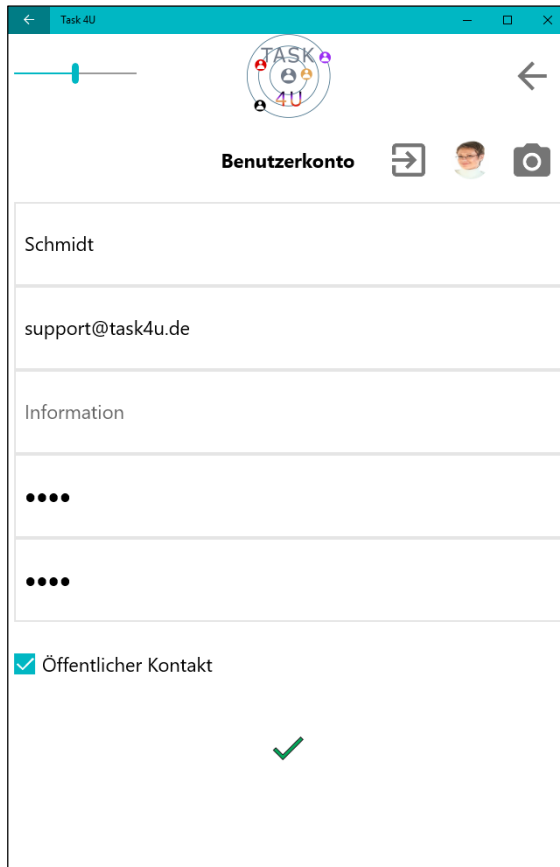 Task 4U
TASK
4U
Benutzerkonto
Schmidt
support@task4u.de
Information
••••
••••
Öffentlicher Kontakt